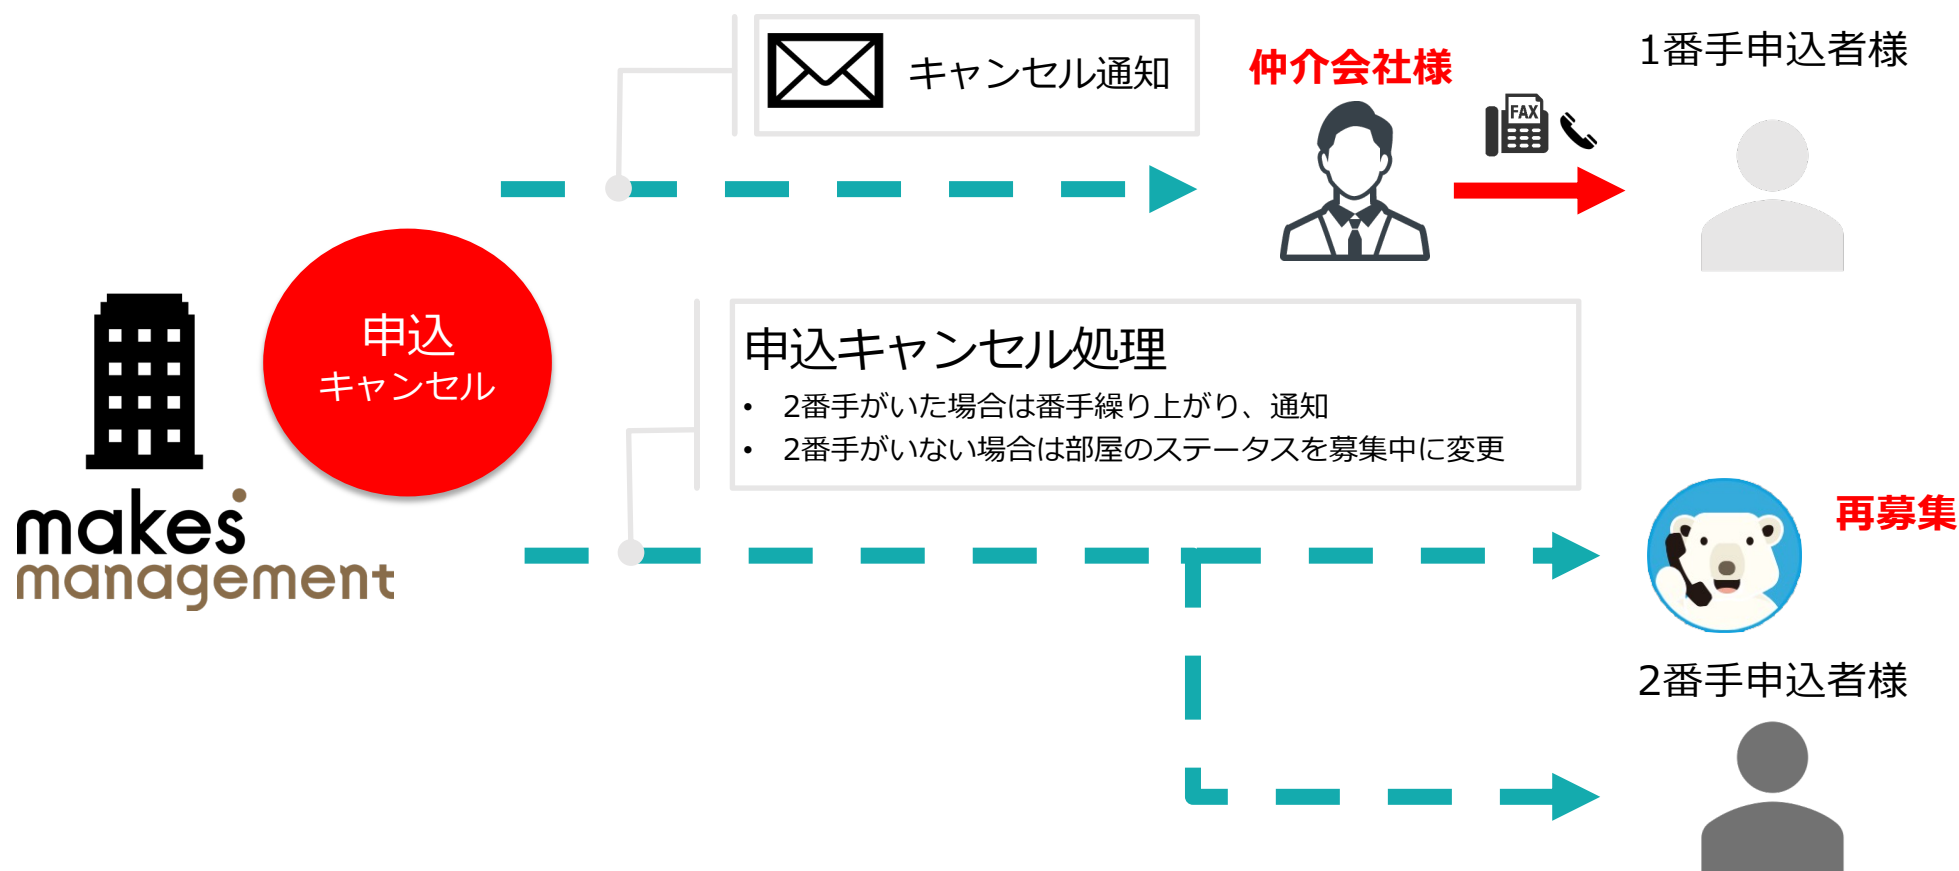 キャンセル通知
仲介会社様
1番手申込者様
FAX
申込
キャンセル
申込キャンセル処理
• 2番手がいた場合は番手繰り上がり、通知
• 2番手がいない場合は部屋のステータスを募集中に変更
makes
management
再募集
2番手申込者様